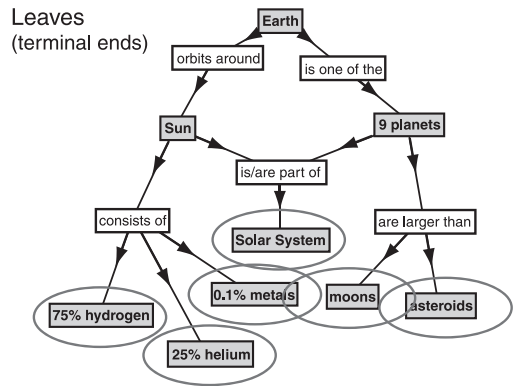 Leaves
(terminal ends)
Earth
orbits around
is one of the
Sun
9 planets
is/are part of
consists of
Solar System
are larger than
0.1% metals
moons
asteroids
75% hydrogen
25% helium